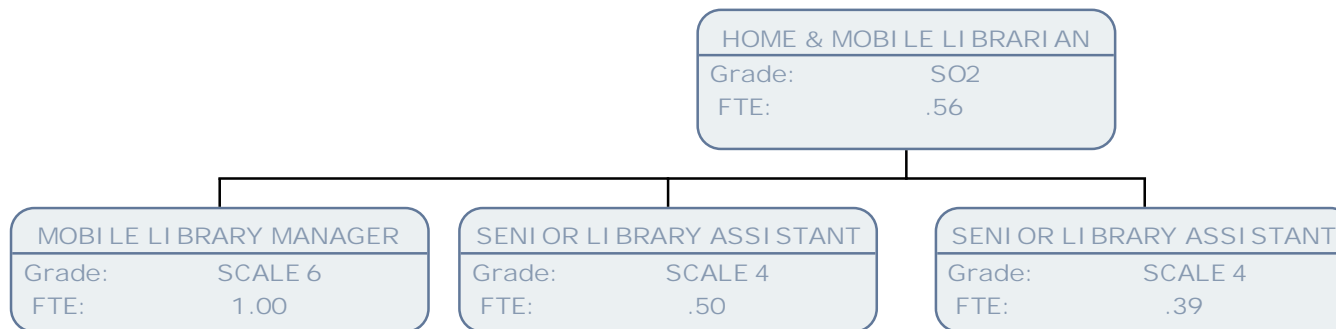 HOME & MOBILE LIBRARIAN
Grade: SO2
FTE: .56
MOBILE LIBRARY MANAGER
Grade: SCALE 6
FTE: 1.00
SENIOR LIBRARY ASSISTANT
Grade: SCALE 4
FTE: .50
SENIOR LIBRARY ASSISTANT
Grade: SCALE 4
FTE: .39